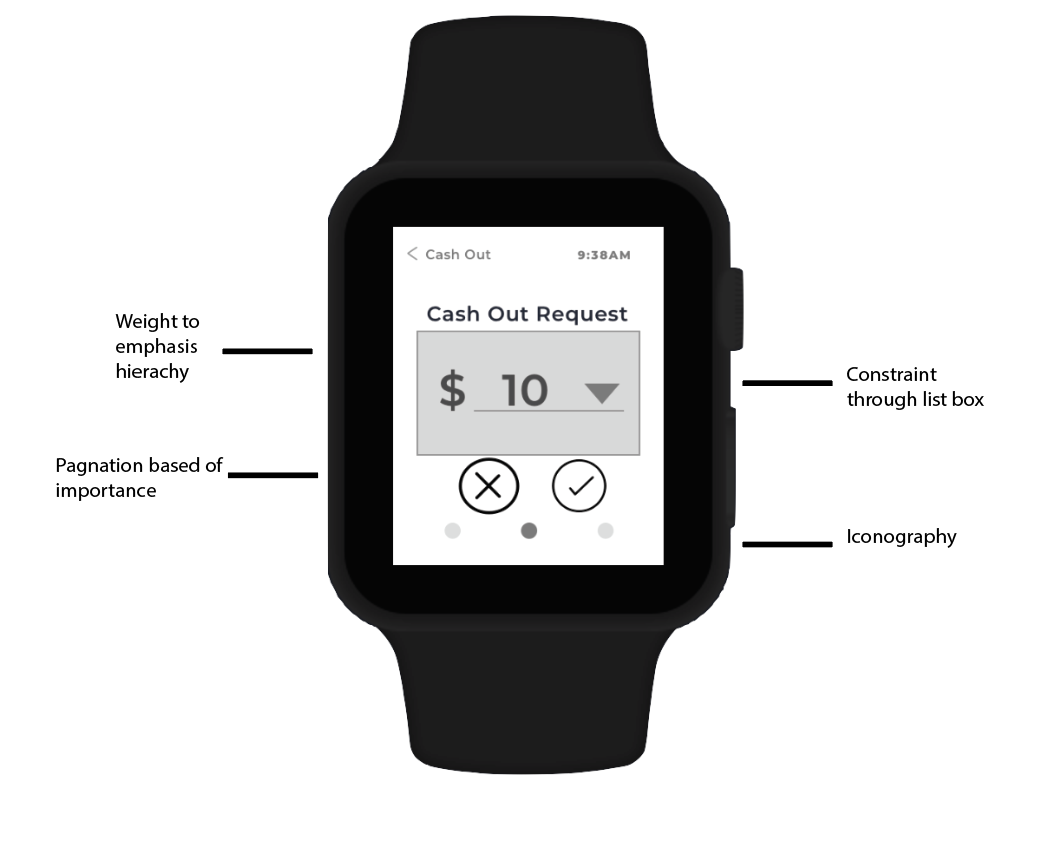 Cash Out
9:38AM
Cash Out Request
$ 10
Weight to
emphasis
hierachy
Pagnation based of
importance
Constraint
through list box
Iconography